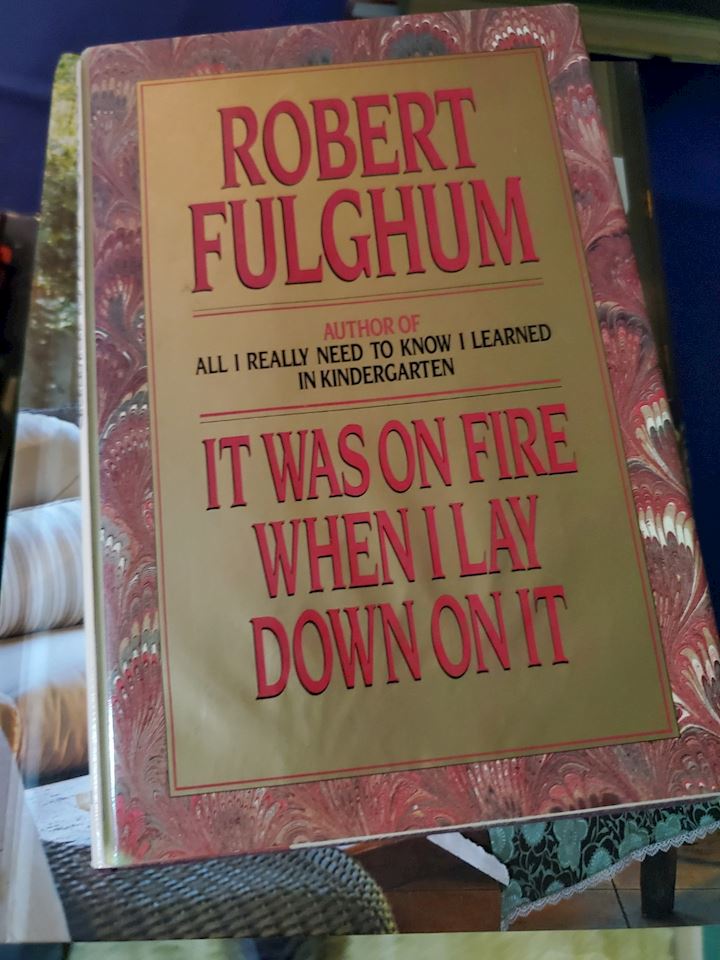 ROBERT
FULGHUM
AUTHOR OF
ALL I REALLY NEED TO KNOW I LEARNED
IN KINDERGARTEN
IT WAS ON FIRE
WHEN I LAY
DOWN ON IT